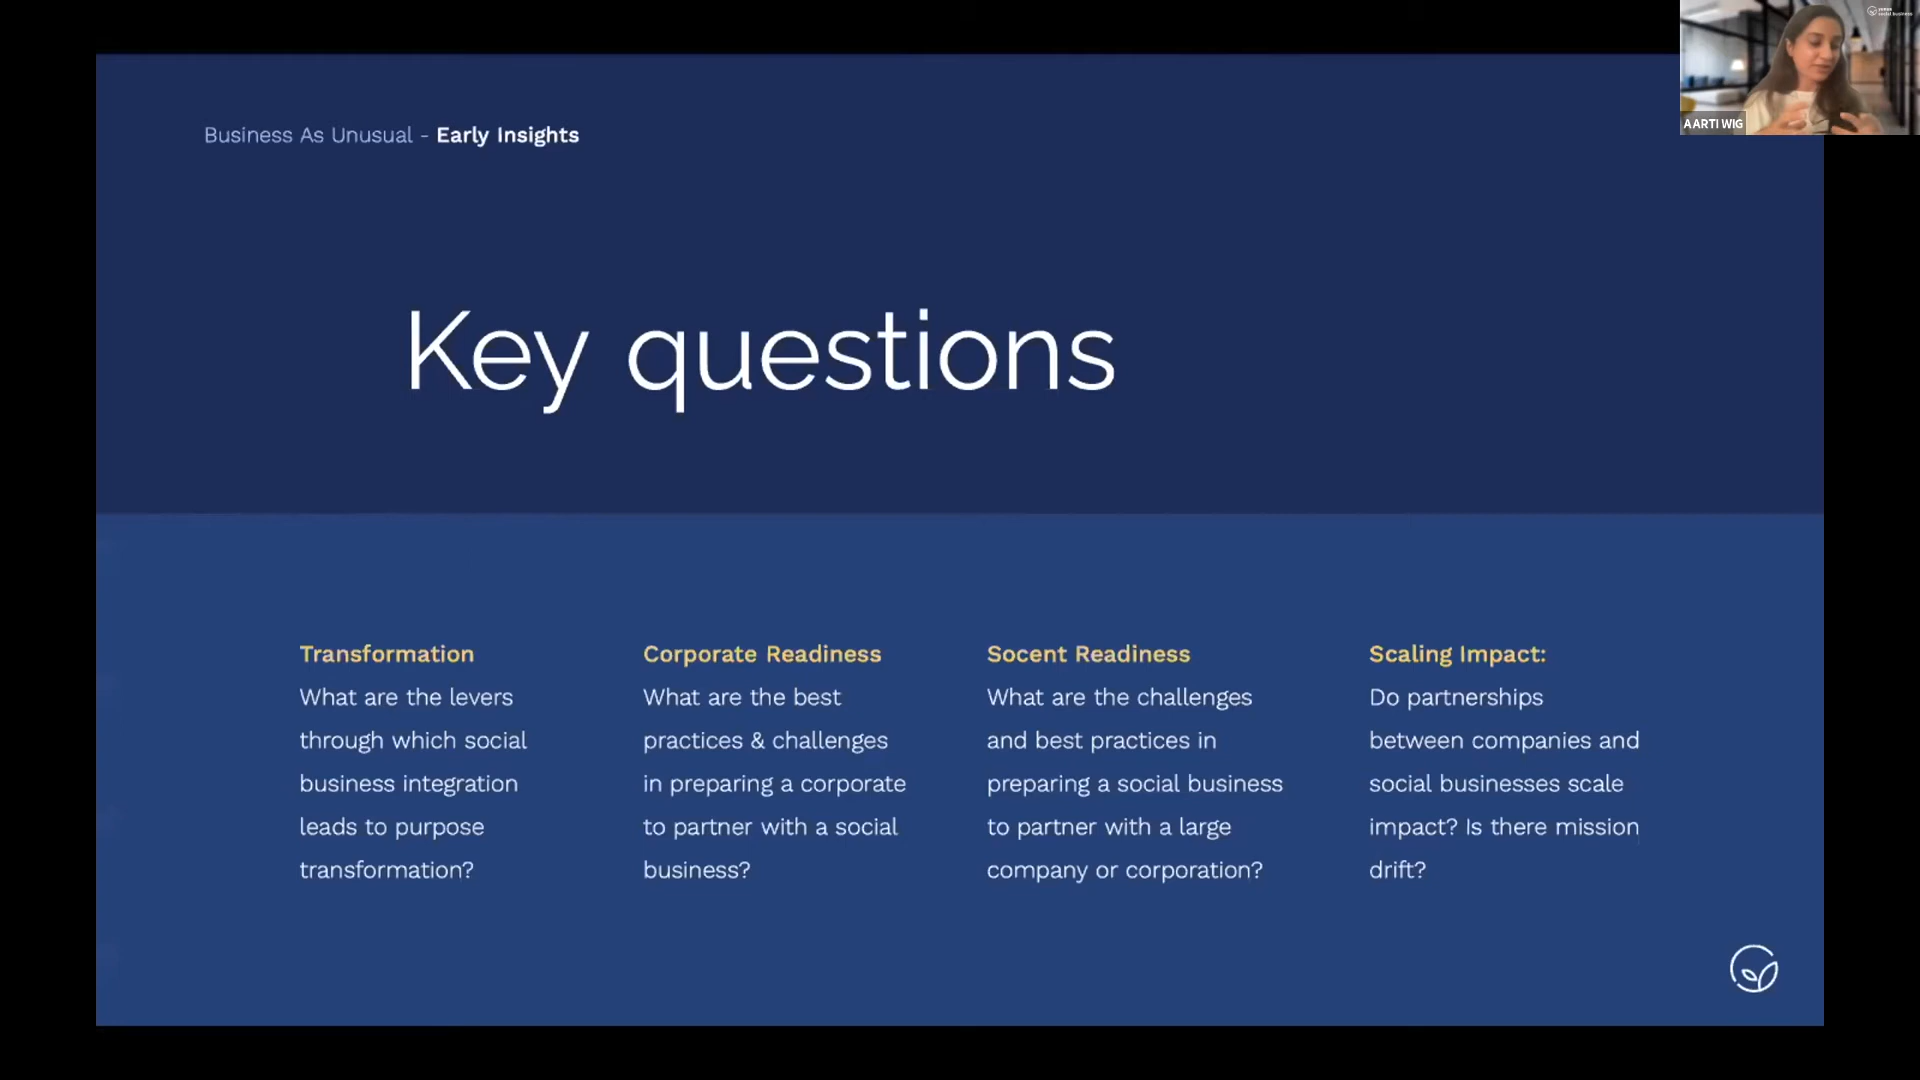 yunus
social business
AARTI WIG
Business As Unusual - Early Insights
Key questions
Transformation
What are the levers
through which social
business integration
leads to purpose
transformation?
Corporate Readiness
What are the best
practices & challenges
in preparing a corporate
to partner with a social
business?
Socent Readiness
What are the challenges
and best practices in
preparing a social business
to partner with a large
company or corporation?
Scaling Impact:
Do partnerships
between companies and
social businesses scale
impact? Is there mission
drift?